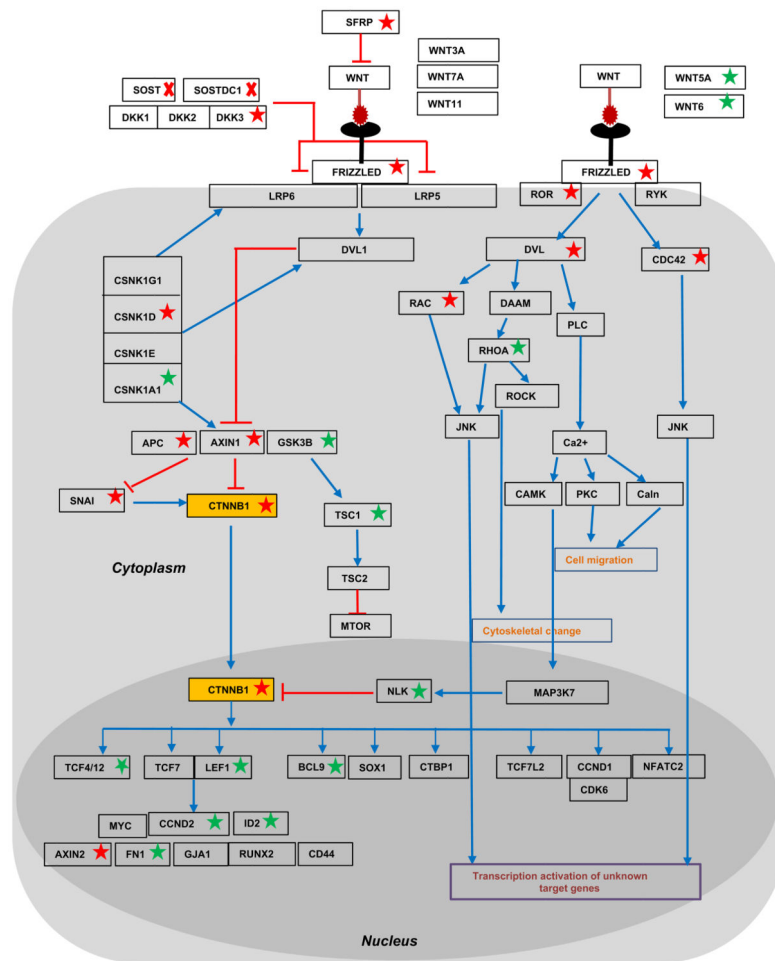 SFRP
WNT3A
WNT
WNT7A
WNT11
WNT
WNT5A
WNT6
SOST
SOSTDC1
DKK1
DKK2
DKK3
FRIZZLED
FRIZZLED
LRP6
LRP5
ROR
RYK
DVL1
DVL
CDC42
CSNK1G1
CSNK1D
CSNK1E
CSNK1A1
RAC
DAAM
PLC
RHOA
ROCK
JNK
JNK
APC
AXIN1
GSK3B
Ca2+
SNAI
CTNNB1
TSC1
CAMK
PKC
Caln
Cytoplasm
TSC2
Cell migration
MTOR
Cytoskeletal change
CTNNB1
NLK
MAP3K7
TCF4/12
TCF7
LEF1
BCL9
SOX1
CTBP1
TCF7L2
CCND1
NFATC2
CDK6
MYC
CCND2
ID2
AXIN2
FN1
GJA1
RUNX2
CD44
Transcription activation of unknown
target genes
Nucleus